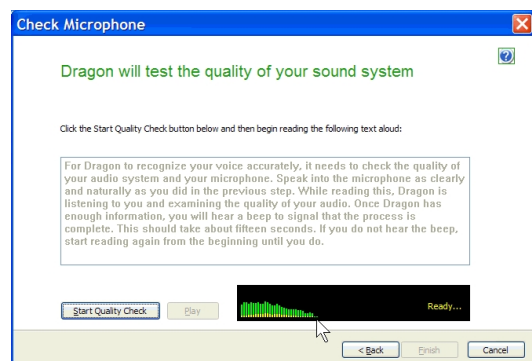 Check Microphone
Dragon will test the quality of your sound system
Click the Start Quality Check button below and then begin reading the following text aloud:
For Dragon to recognize your voice accurately, it needs to check the quality of
your audio system and your microphone. Speak into the microphone as clearly
and naturally as you did in the previous step. While reading this, Dragon is
listening to you and examining the quality of your audio. Once Dragon has
enough information, you will hear a beep to signal that the process is
complete. This should take about fifteen seconds. If you do not hear the beep,
start reading again from the beginning until you do.
Start Quality Check Play Ready...
< Back Finish Cancel